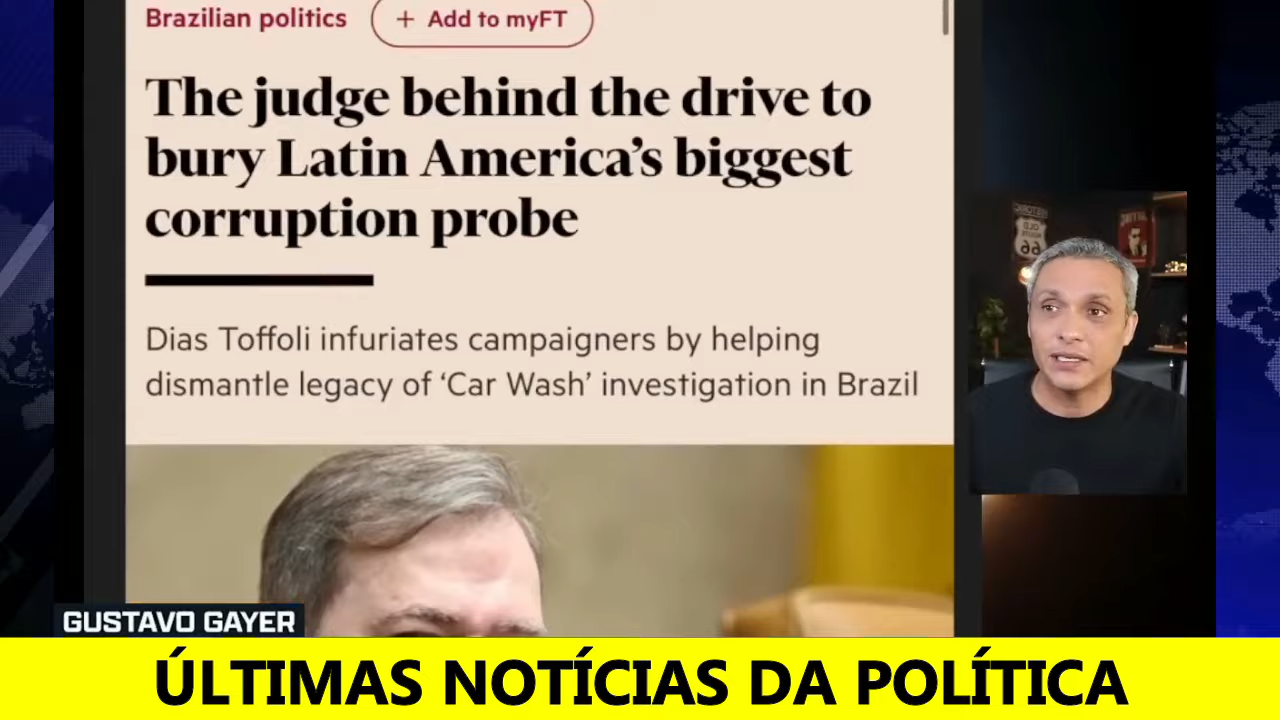 Brazilian politics
+ Add to myFT
The judge behind the drive to
bury Latin America's biggest
corruption probe
Dias Toffoli infuriates campaigners by helping
dismantle legacy of ‘Car Wash’ investigation in Brazil
GUSTAVO GAYER
ÚLTIMAS NOTÍCIAS DA POLÍTICA